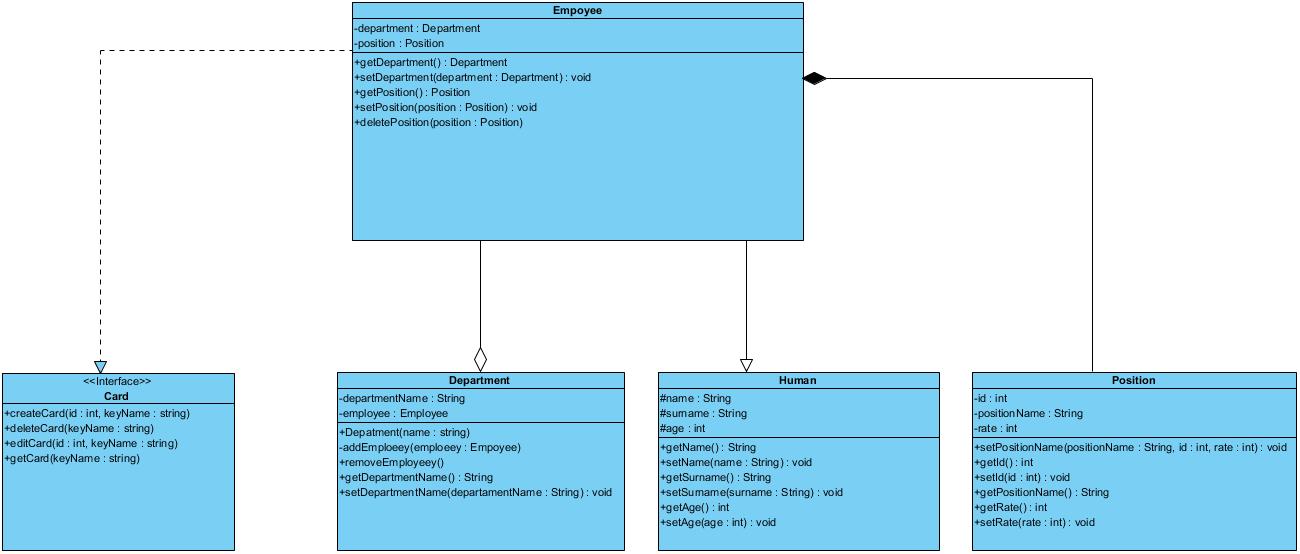 Empoyee
-department : Department
-position : Position
+getDepartment() : Department
+setDepartment(department : Department) : void
+getPosition() : Position
+setPosition(position : Position) : void
+deletePosition(position : Position)
<<Interface>>
Card
+createCard(id : int, keyName : string)
+deleteCard(keyName : string)
+editCard(id : int, keyName : string)
+getCard(keyName : string)
Department
-departmentName : String
-employee : Employee
+Depatment(name : string)
-addEmploeey(emploeey : Empoyee)
+removeEmployeey()
+getDepartmentName() : String
+setDepartmentName(departamentName : String) : void
Human
#name : String
#surname : String
#age : int
+getName() : String
+setName(name : String) : void
+getSurname() : String
+setSurname(surname : String) : void
+getAge() : int
+setAge(age : int) : void
Position
-id : int
-positionName : String
-rate : int
+setPositionName(positionName : String, id : int, rate : int) : void
+getId() : int
+setId(id : int) : void
+getPositionName() : String
+getRate() : int
+setRate(rate : int) : void